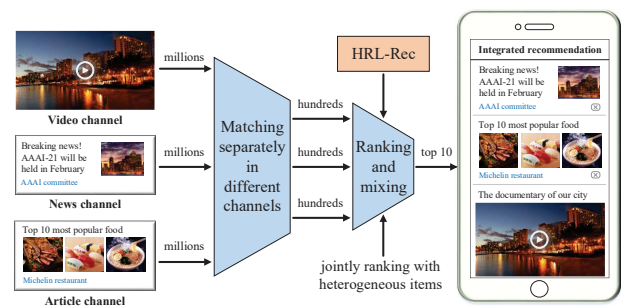 Video channel
Breaking news!
AAAI-21 will be
held in February
AAAI committee
News channel
Top 10 most popular food
Michelin restaurant
Article channel
millions
millions
millions
Matching
separately
in
different
channels
hundreds
hundreds
hundreds
HRL-Rec
Ranking
and
mixing
jointly ranking with
heterogeneous items
top 10
Integrated recommendation
Breaking news!
AAAI-21 will be
held in February
AAAI committee
Top 10 most popular food
Michelin restaurant
The documentary of our city